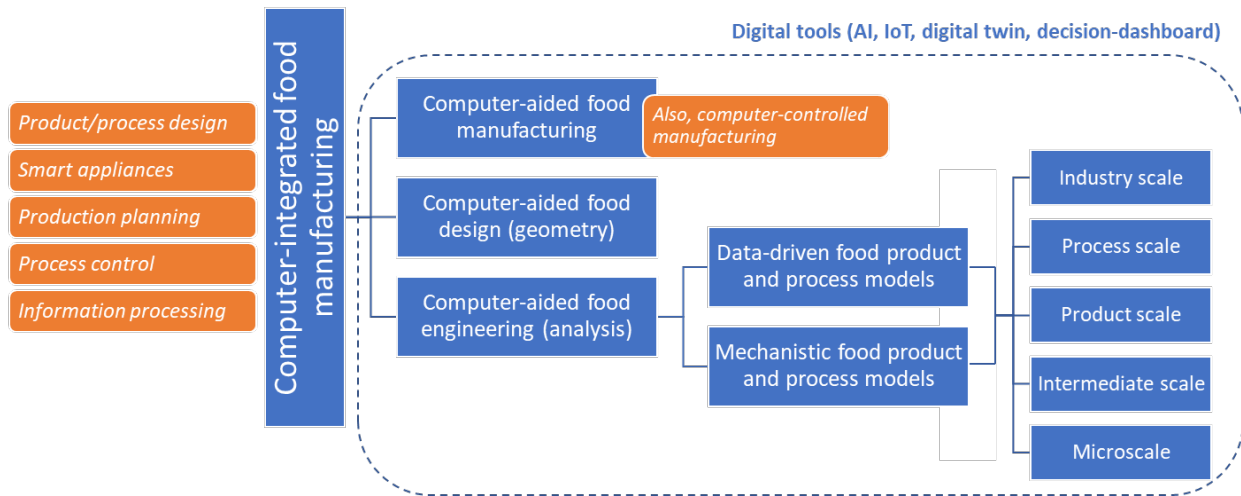 Digital tools (AI, IoT, digital twin, decision-dashboard)
Product/process design
Smart appliances
Production planning
Process control
Information processing
Computer-integrated food
manufacturing
Computer-aided food
manufacturing
Also, computer-controlled
manufacturing
Computer-aided food
design (geometry)
Computer-aided food
engineering (analysis)
Data-driven food product
and process models
Mechanistic food product
and process models
Industry scale
Process scale
Product scale
Intermediate scale
Microscale